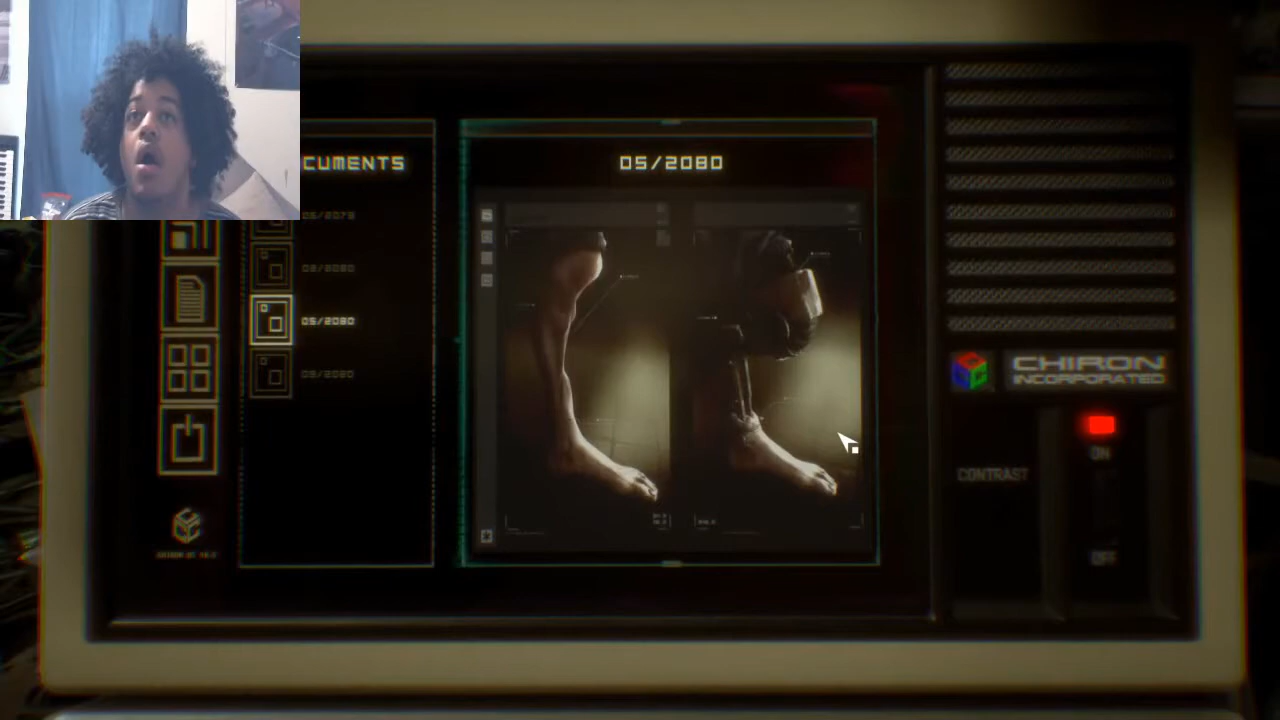 CUMENTS
05/2080
05/2079
05/2080
05/2080
05/2080
CHIRON
INCORPORATED
ON
CONTRAST
OFF